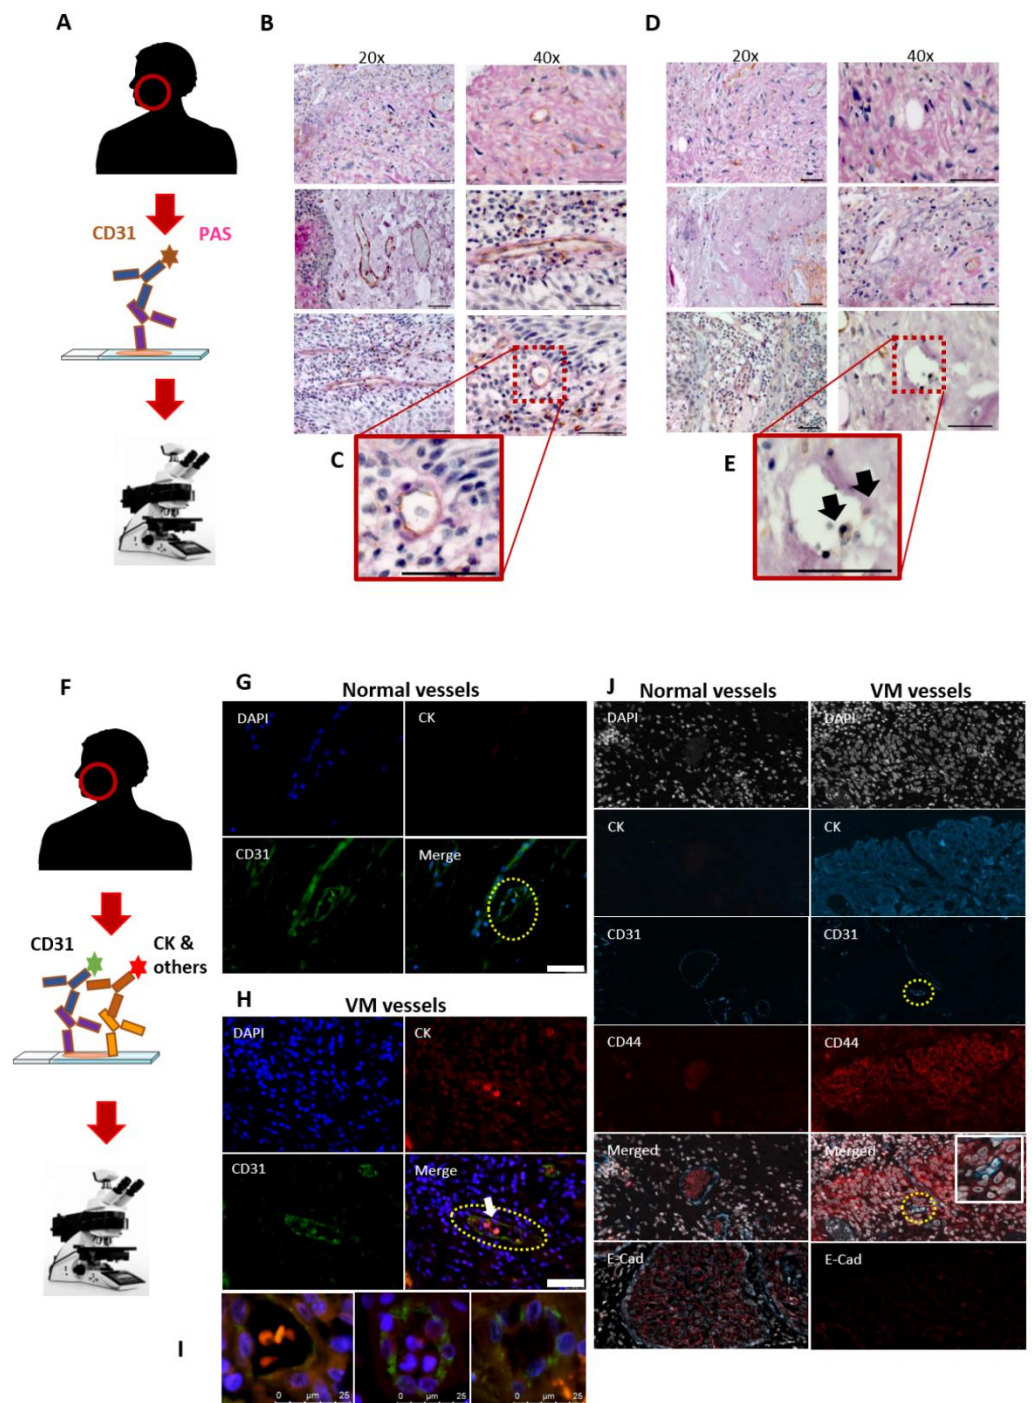 A
CD31 PAS
B
20x 40x
C
D
20x 40x
E
F
CD31 CK &
others
G
Normal vessels
DAPI CK
CD31 Merge
H
VM vessels
DAPI CK
CD31 Merge
I
0 µm 25 0 µm 25 0 µm 25
J
Normal vessels VM vessels
DAPI DAPI
CK CK
CD31 CD31
CD44 CD44
Merged Merged
E-Cad E-Cad